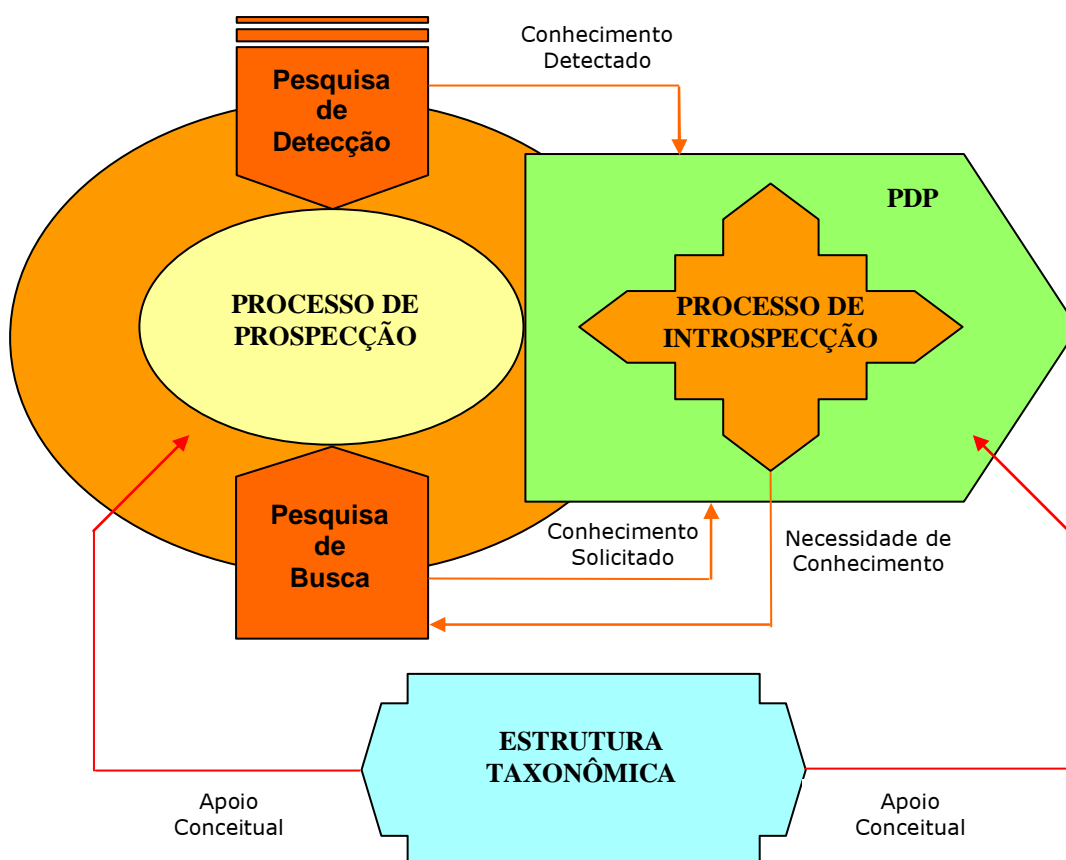 Conhecimento
Detectado
Pesquisa
de
Detecção
PDP
PROCESSO DE
PROSPECÇÃO
PROCESSO DE
INTROSPECÇÃO
Pesquisa
de
Busca
Conhecimento
Solicitado
Necessidade de
Conhecimento
ESTRUTURA
TAXONÔMICA
Apoio
Conceitual
Apoio
Conceitual